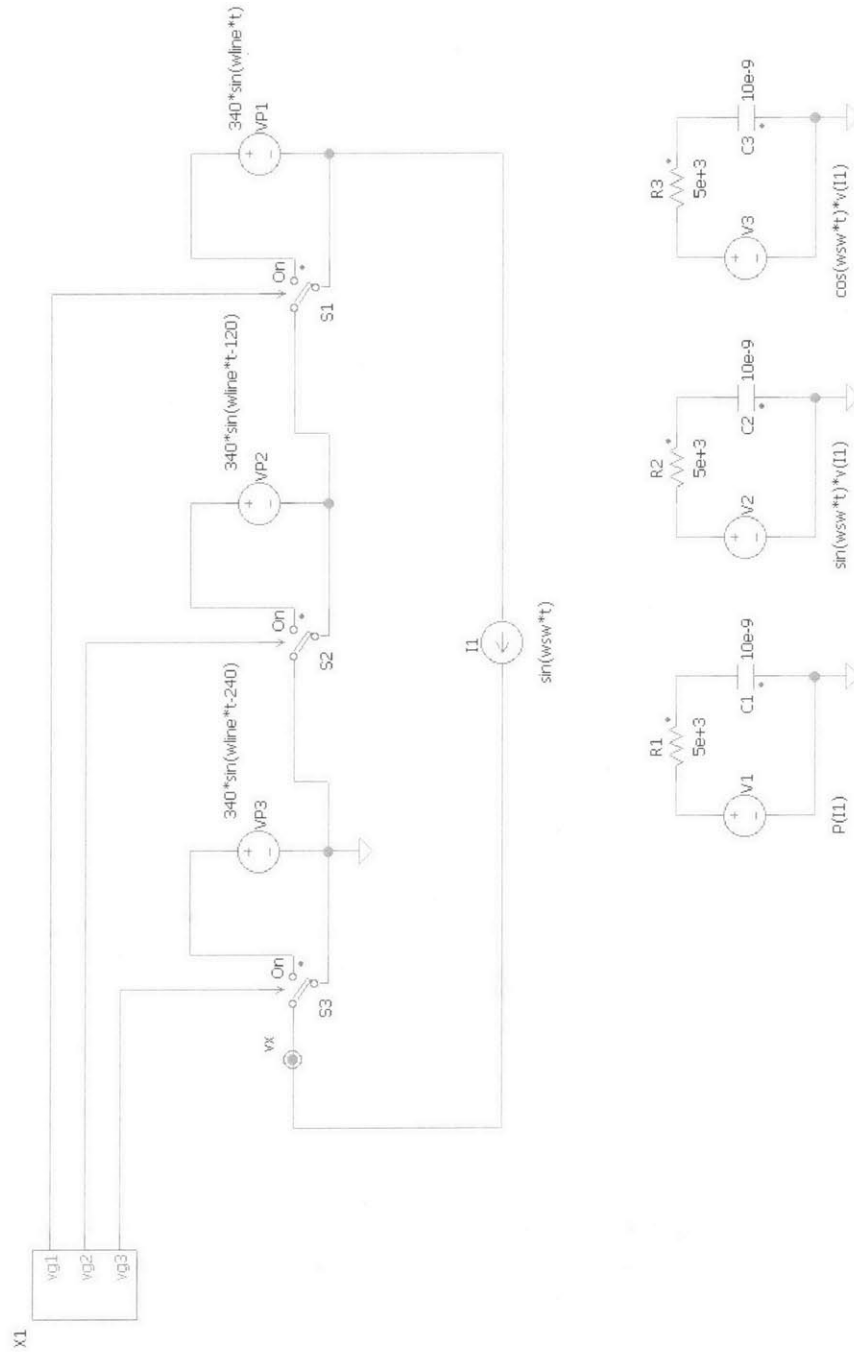 X1
vg1
vg2
vg3
vx
On
S3
340*sin(wline*t-240)
VP3
+
−
On
S2
340*sin(wline*t-120)
VP2
+
−
On
S1
340*sin(wline*t)
VP1
+
−
I1
sin(wsw*t)
R1
5e+3
V1
+
−
C1
10e-9
P(I1)
R2
5e+3
V2
+
−
C2
10e-9
sin(wsw*t)*v(I1)
R3
5e+3
V3
+
−
C3
10e-9
cos(wsw*t)*v(I1)